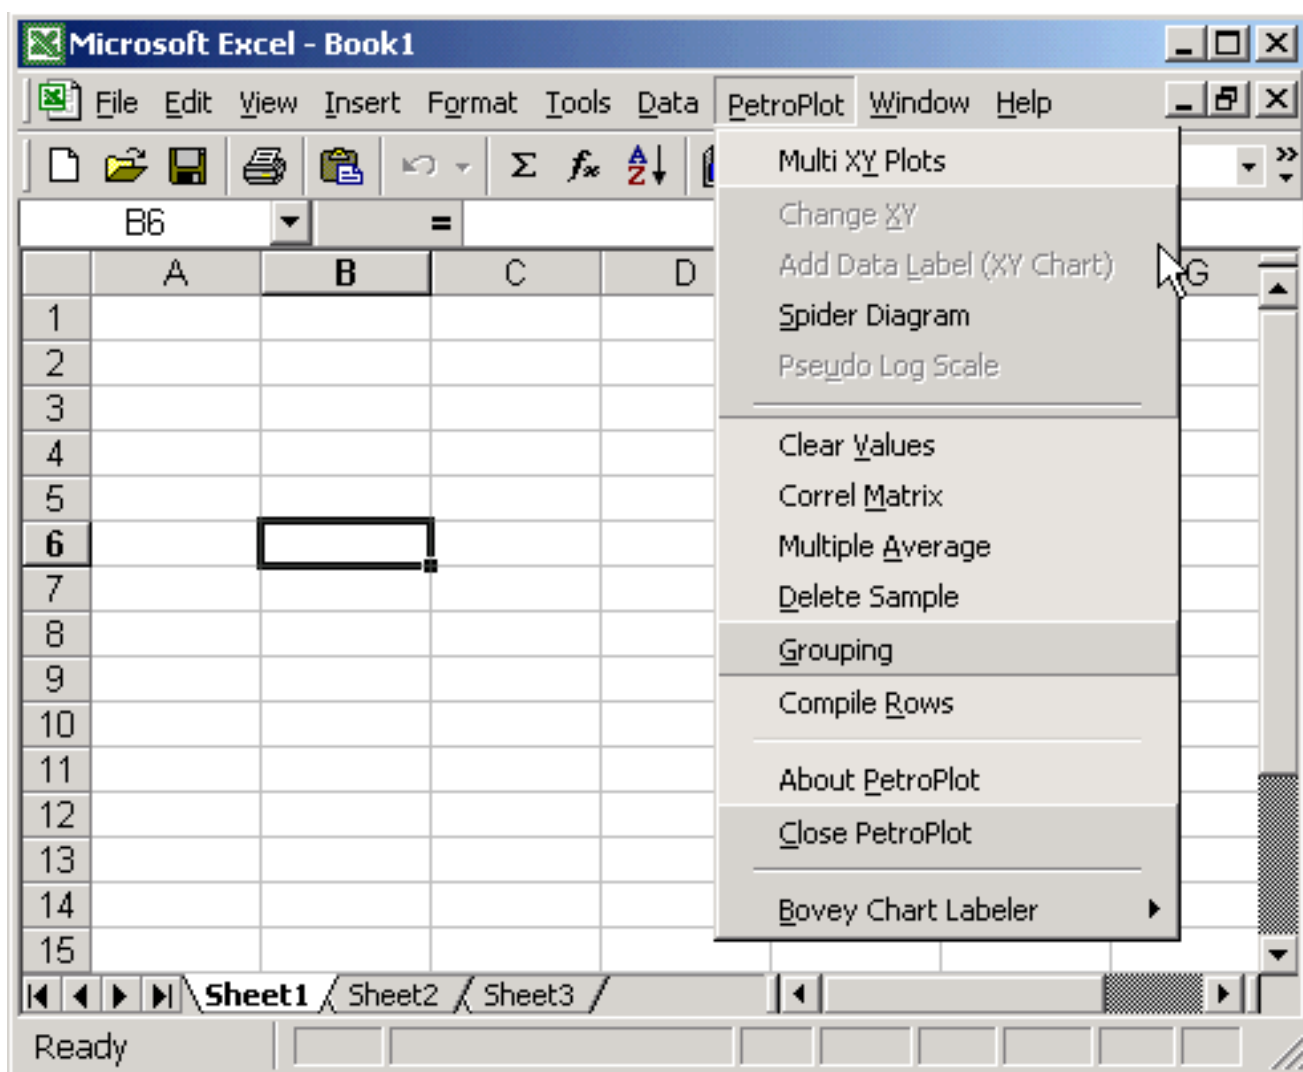 Microsoft Excel - Book1
File Edit View Insert Format Tools Data PetroPlot Window Help
Σ fx A Z
B6 =
A B C D G
1
2
3
4
5
6
7
8
9
10
11
12
13
14
15
Multi XY Plots
Change XY
Add Data Label (XY Chart)
Spider Diagram
Pseudo Log Scale
Clear Values
Correl Matrix
Multiple Average
Delete Sample
Grouping
Compile Rows
About PetroPlot
Close PetroPlot
Bovey Chart Labeler
Sheet1 Sheet2 Sheet3
Ready